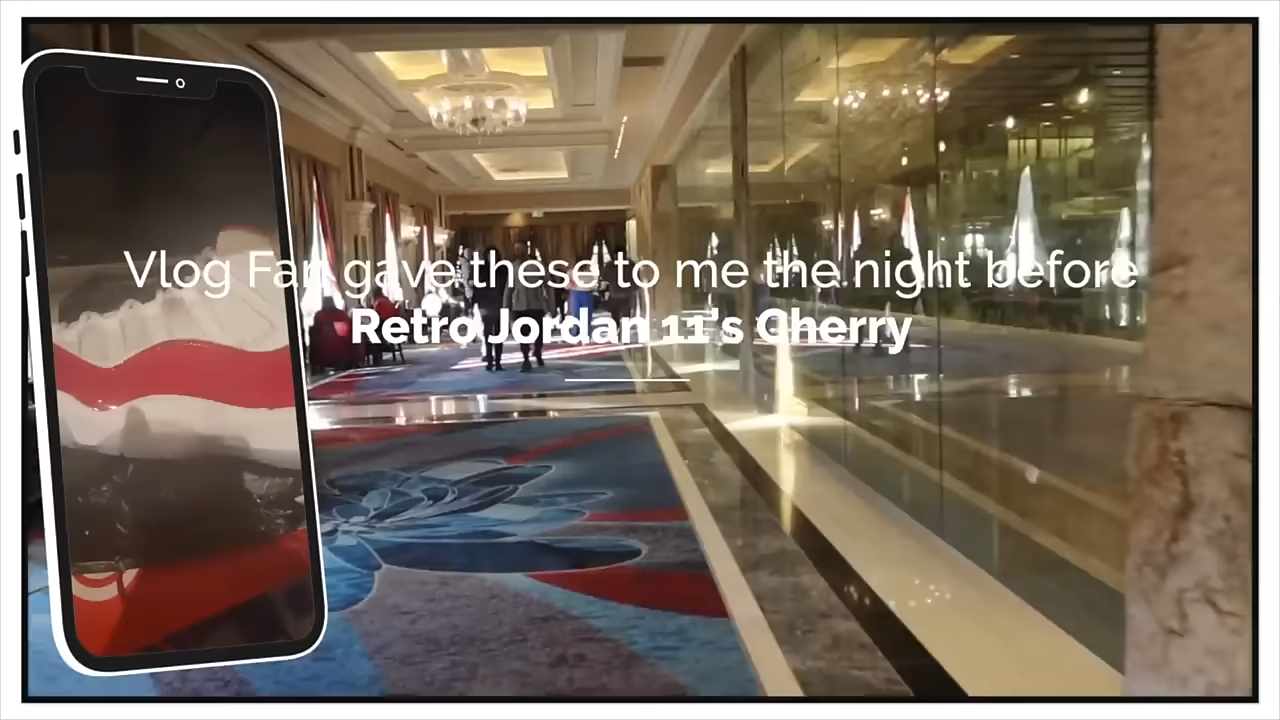 Vlog Fan gave these to me the night before
Retro Jordan 11's Cherry